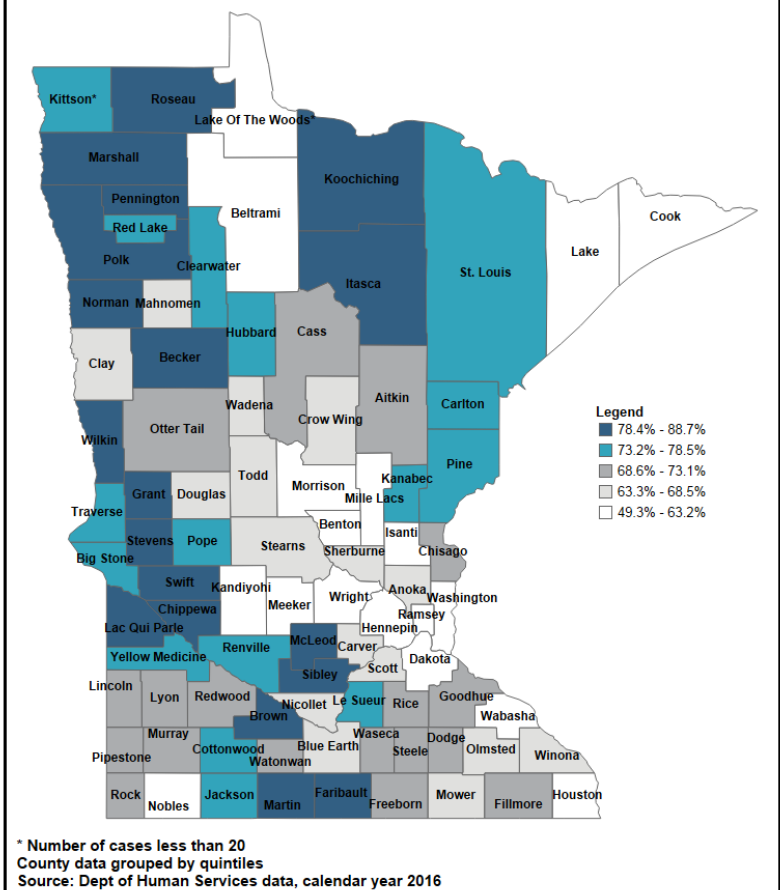 Kittson*
Roseau
Lake Of The Woods*
Marshall
Koochiching
Pennington
Beltrami
Cook
Red Lake
Lake
Polk
Clearwater
St. Louis
Itasca
Norman
Mahnomen
Hubbard
Cass
Becker
Clay
Aitkin
Wadena
Carlton
Crow Wing
Legend
78.4% - 88.7%
73.2% - 78.5%
68.6% - 73.1%
63.3% - 68.5%
49.3% - 63.2%
Otter Tail
Wilkin
Pine
Todd
Kanabec
Morrison
Grant
Douglas
Mille Lacs
Traverse
Benton
Isanti
Stevens
Pope
Stearns
Sherburne
Chisago
Big Stone
Swift
Kandiyohi
Anoka
Washington
Wright
Meeker
Chippewa
Ramsey
Lac Qui Parle
Hennepin
McLeod
Renville
Carver
Yellow Medicine
Dakota
Scott
Sibley
Lincoln
Lyon
Redwood
Nicollet
Le Sueur
Rice
Goodhue
Brown
Wabasha
Murray
Waseca
Dodge
Cottonwood
Blue Earth
Steele
Olmsted
Winona
Pipestone
Watonwan
Rock
Nobles
Jackson
Martin
Faribault
Freeborn
Mower
Fillmore
Houston
* Number of cases less than 20
County data grouped by quintiles
Source: Dept of Human Services data, calendar year 2016